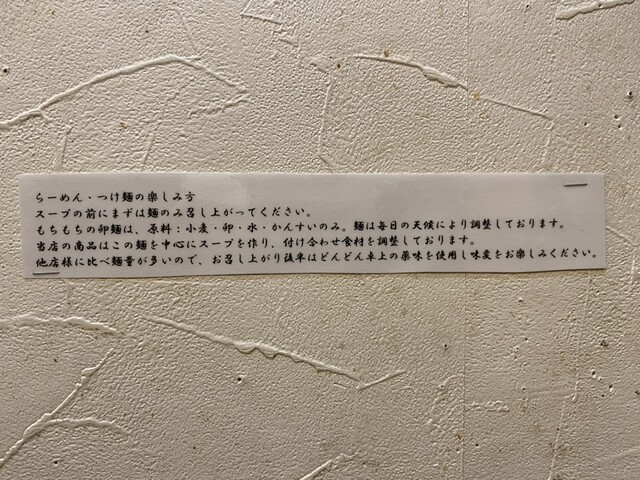 らーめん・つけ麺の楽しみ方
スープの前にまずは麺のみ召し上がってください。
もちもちの卵麺は、原料：小麦・卵・水・かんすいのみ。麺は毎日の天候により調整しております。
当店の商品はこの麺を中心にスープを作り、付け合わせ食材を調整しております。
他店様に比べ麺量が多いので、お召し上がり後半はどんどん卓上の薬味を使用し味変をお楽しみください。